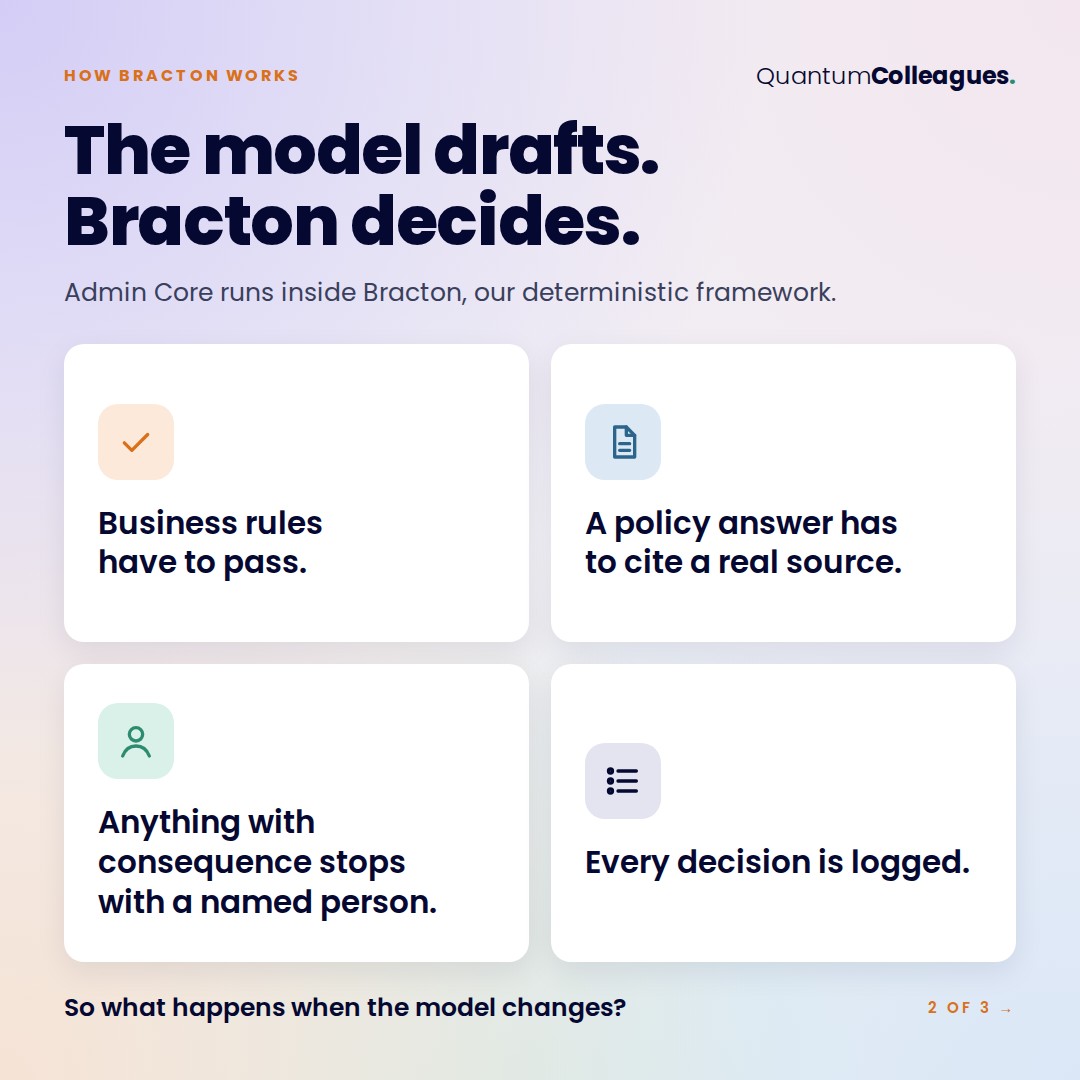 HOW BRACTON WORKS
QuantumColleagues.
The model drafts.
Bracton decides.
Admin Core runs inside Bracton, our deterministic framework.
Business rules
have to pass.
A policy answer has
to cite a real source.
Anything with
consequence stops
with a named person.
Every decision is logged.
So what happens when the model changes?
2 OF 3 →